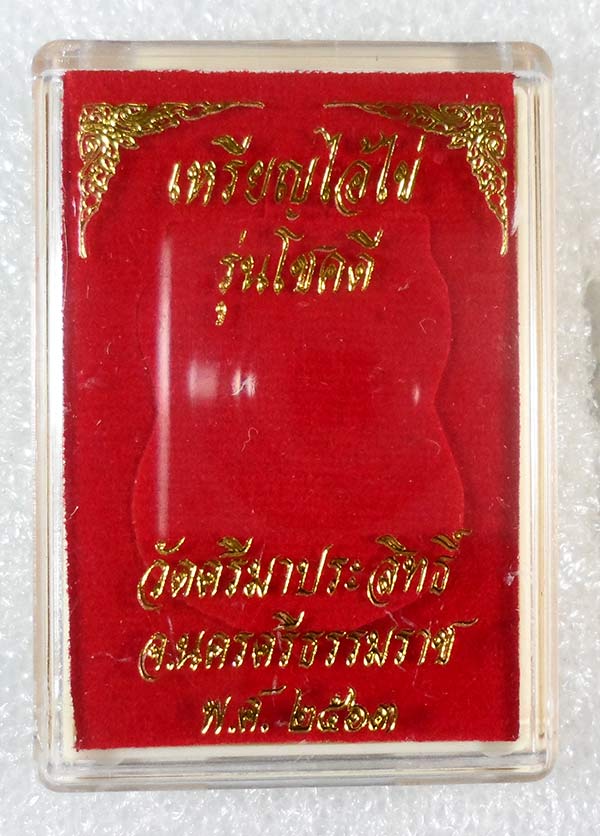 เหรียญไอ้ไข่
รุ่นโชคดี
วัดศรีมาประสิทธิ์
จ.นครศรีธรรมราช
พ.ศ. ๒๕๖๓